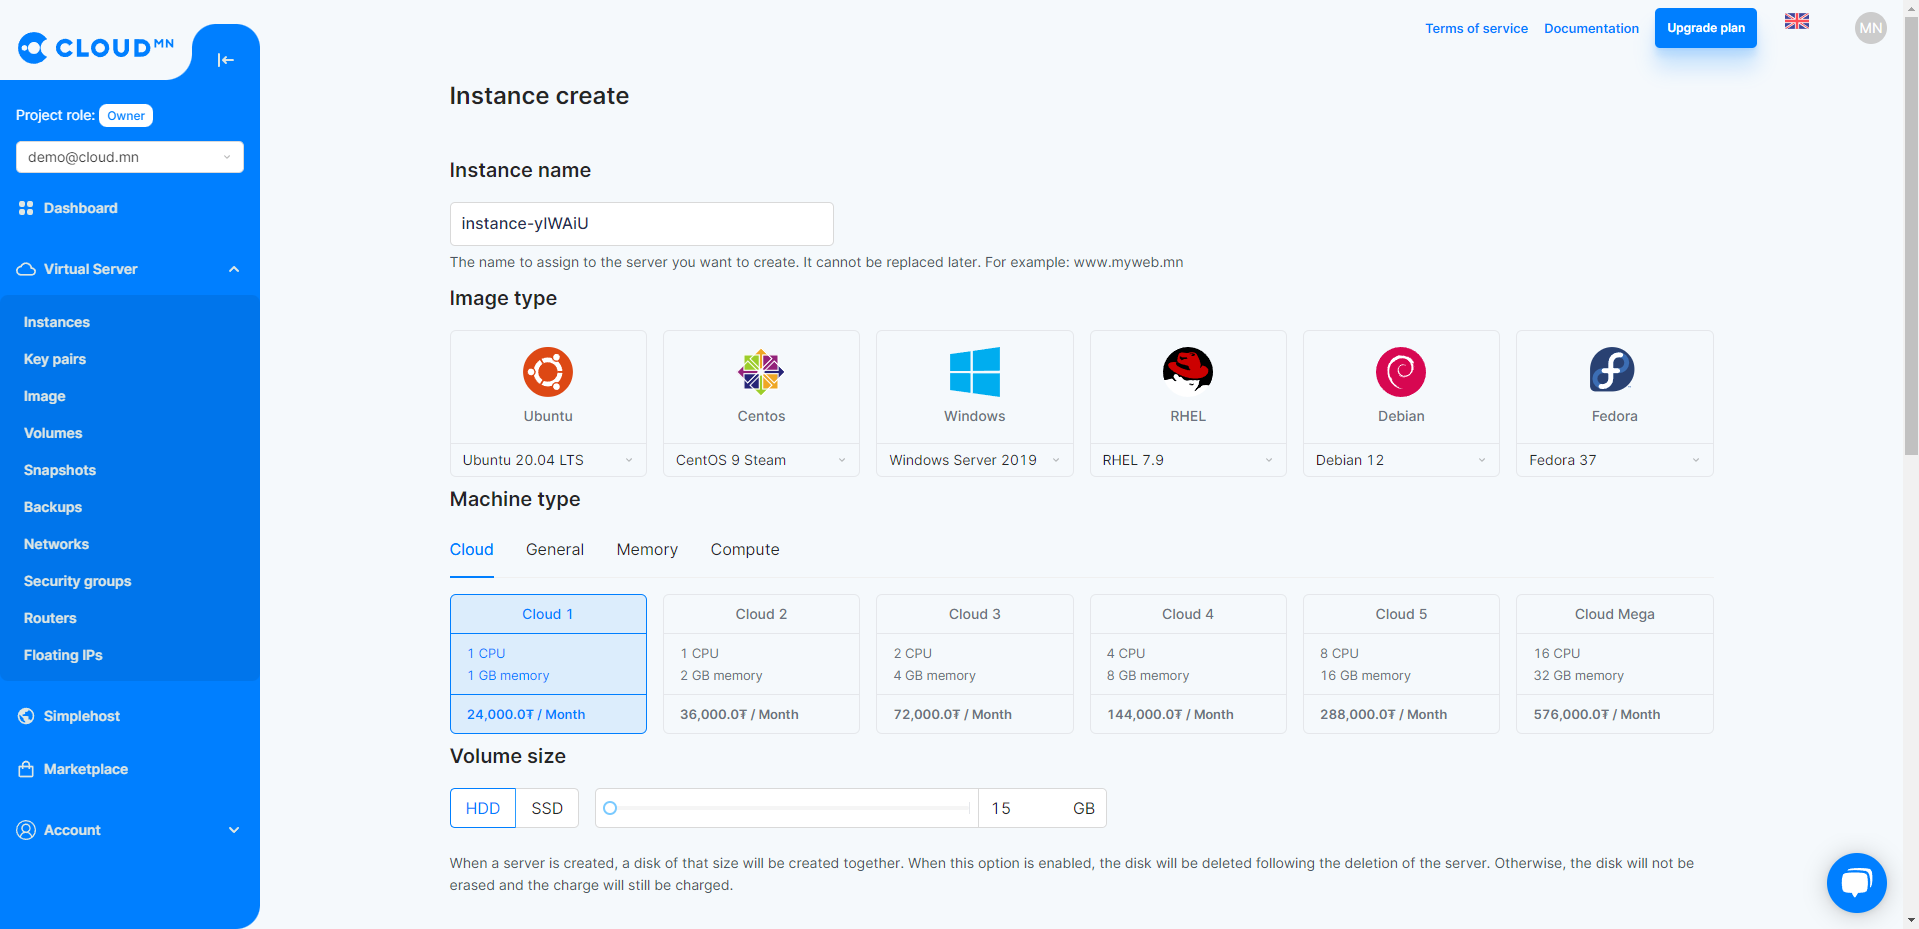 CLOUD MN
Terms of service
Documentation
Upgrade plan
MN
Project role: Owner
demo@cloud.mn
Dashboard
Virtual Server
Instances
Key pairs
Image
Volumes
Snapshots
Backups
Networks
Security groups
Routers
Floating IPs
Simplehost
Marketplace
Account
Instance create
Instance name
instance-ylWAiU
The name to assign to the server you want to create. It cannot be replaced later. For example: www.myweb.mn
Image type
Ubuntu
Ubuntu 20.04 LTS
Centos
CentOS 9 Steam
Windows
Windows Server 2019
RHEL
RHEL 7.9
Debian
Debian 12
Fedora
Fedora 37
Machine type
Cloud General Memory Compute
Cloud 1
1 CPU
1 GB memory
24,000.0₮ / Month
Cloud 2
1 CPU
2 GB memory
36,000.0₮ / Month
Cloud 3
2 CPU
4 GB memory
72,000.0₮ / Month
Cloud 4
4 CPU
8 GB memory
144,000.0₮ / Month
Cloud 5
8 CPU
16 GB memory
288,000.0₮ / Month
Cloud Mega
16 CPU
32 GB memory
576,000.0₮ / Month
Volume size
HDD SSD 15 GB
When a server is created, a disk of that size will be created together. When this option is enabled, the disk will be deleted following the deletion of the server. Otherwise, the disk will not be
erased and the charge will still be charged.